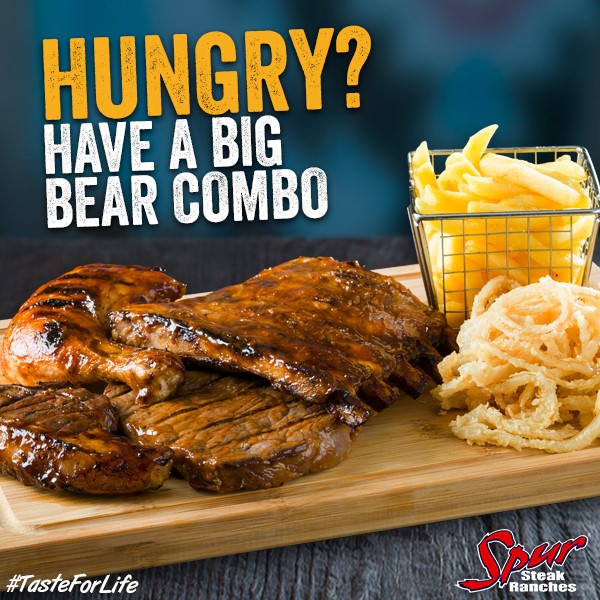 HUNGRY?
HAVE A BIG
BEAR COMBO
#TasteForLife
Spur
Steak
Ranches